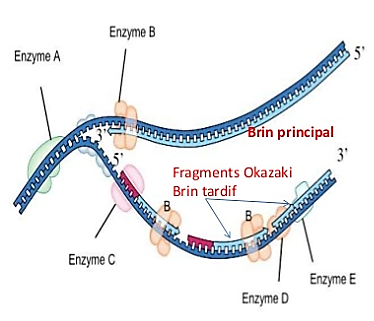 Enzyme B
Enzyme A
5'
3'
Brin principal
5'
3'
Fragments Okazaki
Brin tardif
B
B
Enzyme C
Enzyme E
Enzyme D